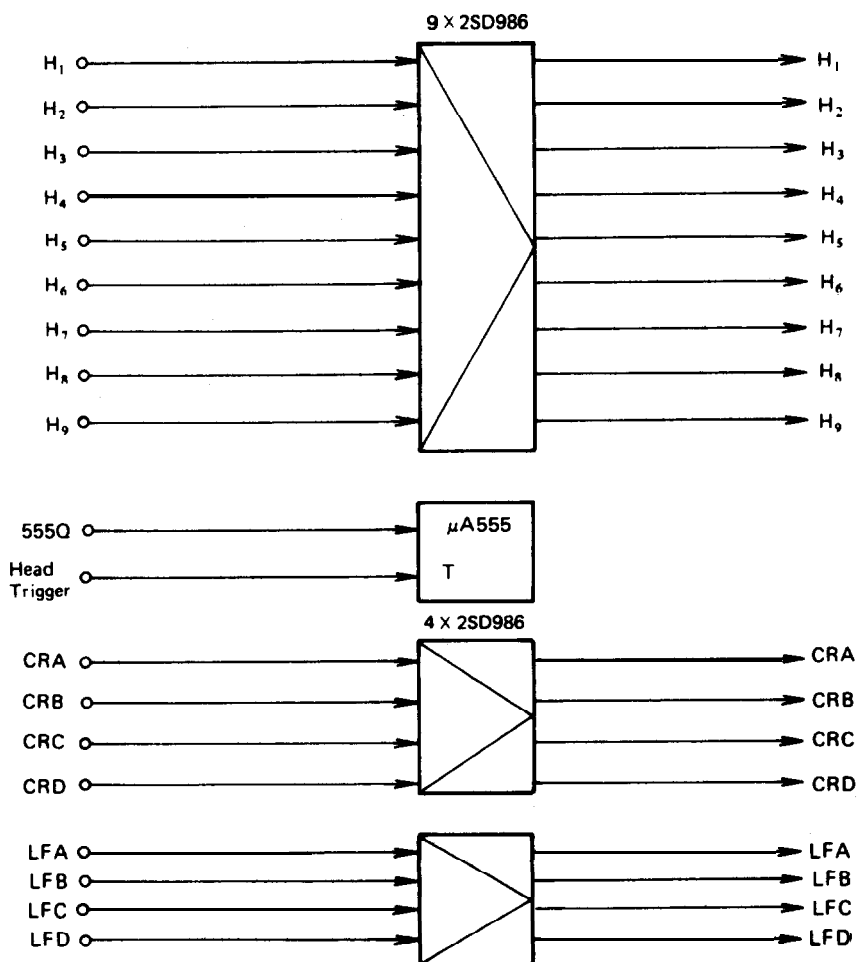 9 × 2SD986
H₁ H₁
H₂ H₂
H₃ H₃
H₄ H₄
H₅ H₅
H₆ H₆
H₇ H₇
H₈ H₈
H₉ H₉
555Q μA555
Head
Trigger T
4 × 2SD986
CRA CRA
CRB CRB
CRC CRC
CRD CRD
LFA LFA
LFB LFB
LFC LFC
LFD LFD